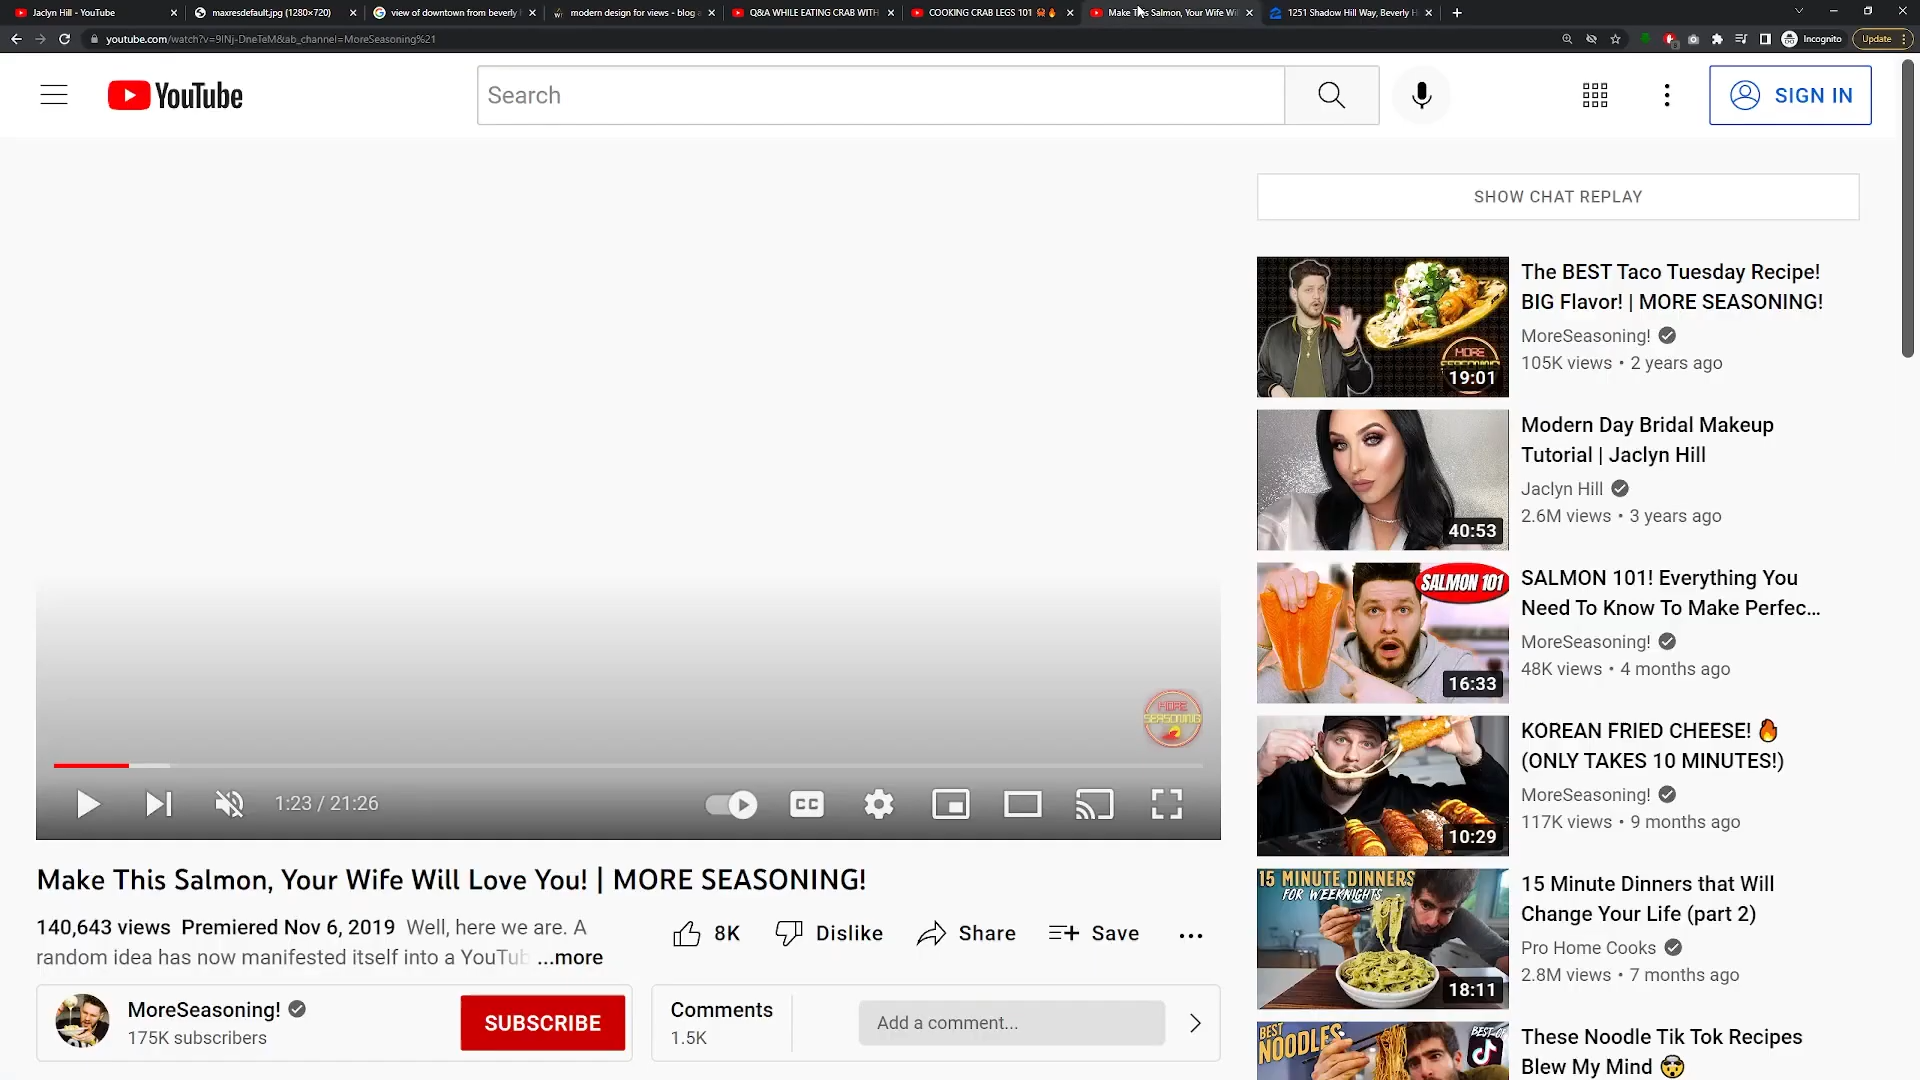 Jaclyn Hill - YouTube
maxresdefault.jpg (1280×720)
view of downtown from beverly
modern design for views - blog
Q&A WHILE EATING CRAB WITH
COOKING CRAB LEGS 101 🦀🔥
Make This Salmon, Your Wife Wi
1251 Shadow Hill Way, Beverly H
youtube.com/watch?v=9INj-DneTeM&ab_channel=MoreSeasoning%21
Incognito
Update
YouTube
Search
SIGN IN
SHOW CHAT REPLAY
The BEST Taco Tuesday Recipe!
BIG Flavor! | MORE SEASONING!
MoreSeasoning!
105K views • 2 years ago
MORE
SEASONING
19:01
Modern Day Bridal Makeup
Tutorial | Jaclyn Hill
Jaclyn Hill
2.6M views • 3 years ago
40:53
SALMON 101
SALMON 101! Everything You
Need To Know To Make Perfec...
MoreSeasoning!
48K views • 4 months ago
16:33
KOREAN FRIED CHEESE! 🔥
(ONLY TAKES 10 MINUTES!)
MoreSeasoning!
117K views • 9 months ago
10:29
15 MINUTE DINNERS
FOR WEEKNIGHTS
15 Minute Dinners that Will
Change Your Life (part 2)
Pro Home Cooks
2.8M views • 7 months ago
18:11
BEST
NOODLES
BEST OF
These Noodle Tik Tok Recipes
Blew My Mind 🤯
MORE
SEASONING
1:23 / 21:26
CC
Make This Salmon, Your Wife Will Love You! | MORE SEASONING!
140,643 views Premiered Nov 6, 2019 Well, here we are. A
random idea has now manifested itself into a YouTub ...more
8K
Dislike
Share
Save
MoreSeasoning!
175K subscribers
SUBSCRIBE
Comments
1.5K
Add a comment...